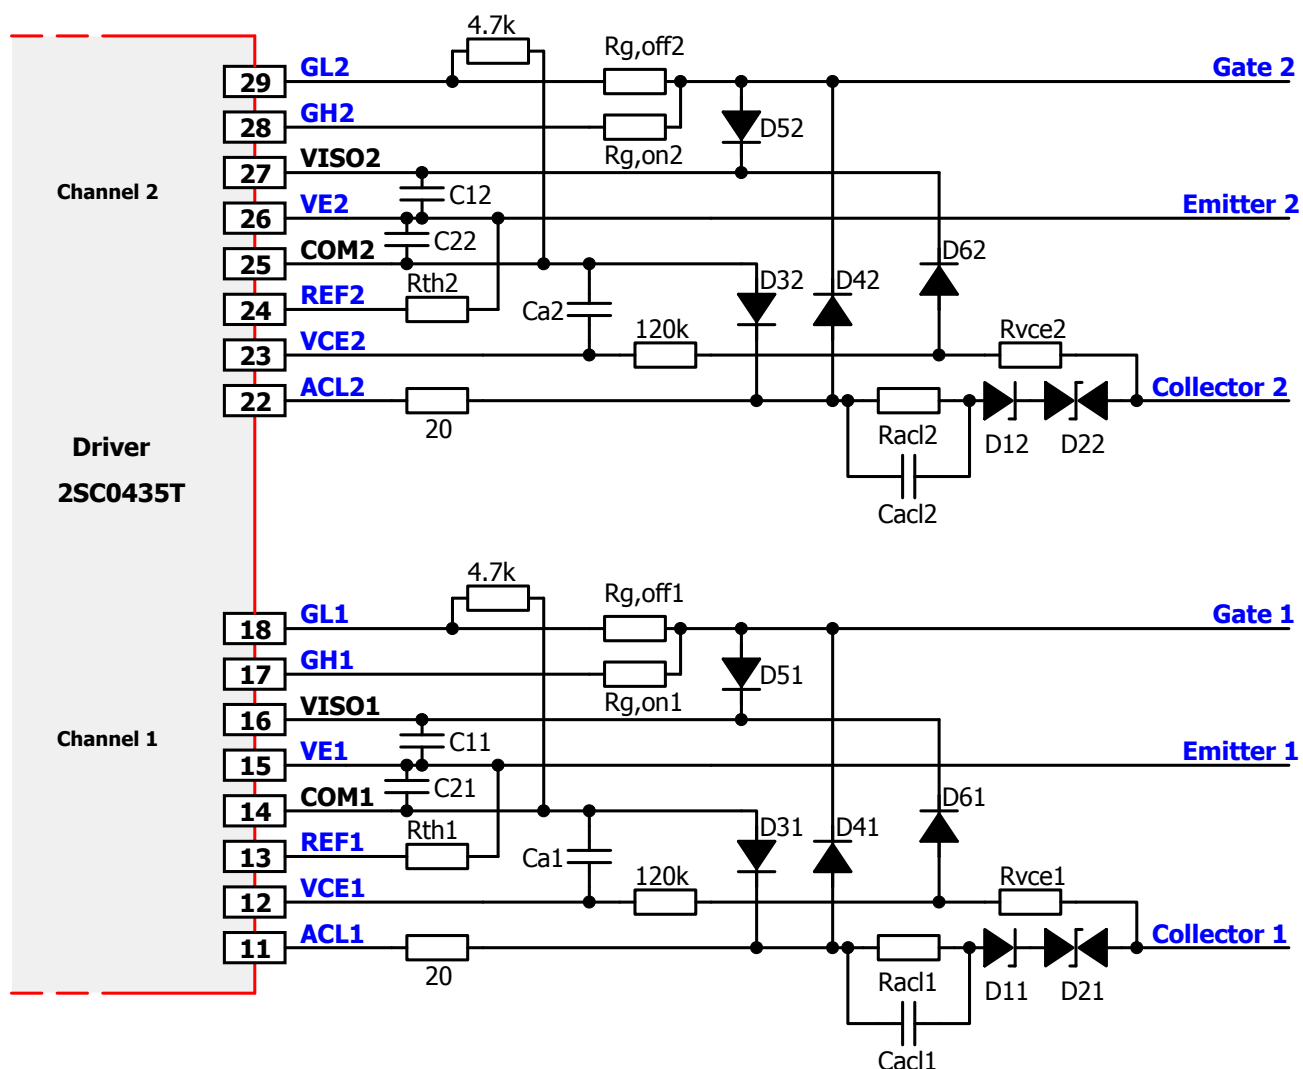 4.7k
Rg,off2
29
GL2
Gate 2
28
GH2
D52
Rg,on2
27
VISO2
Channel 2
C12
26
VE2
Emitter 2
C22
25
COM2
D62
Rth2
D32
D42
24
REF2
Ca2
120k
Rvce2
23
VCE2
22
ACL2
Collector 2
20
Racl2
D12
D22
Cacl2
Driver
2SC0435T
4.7k
Rg,off1
18
GL1
Gate 1
17
GH1
D51
Rg,on1
16
VISO1
Channel 1
C11
15
VE1
Emitter 1
C21
14
COM1
D61
Rth1
D31
D41
13
REF1
Ca1
120k
Rvce1
12
VCE1
11
ACL1
Collector 1
20
Racl1
D11
D21
Cacl1